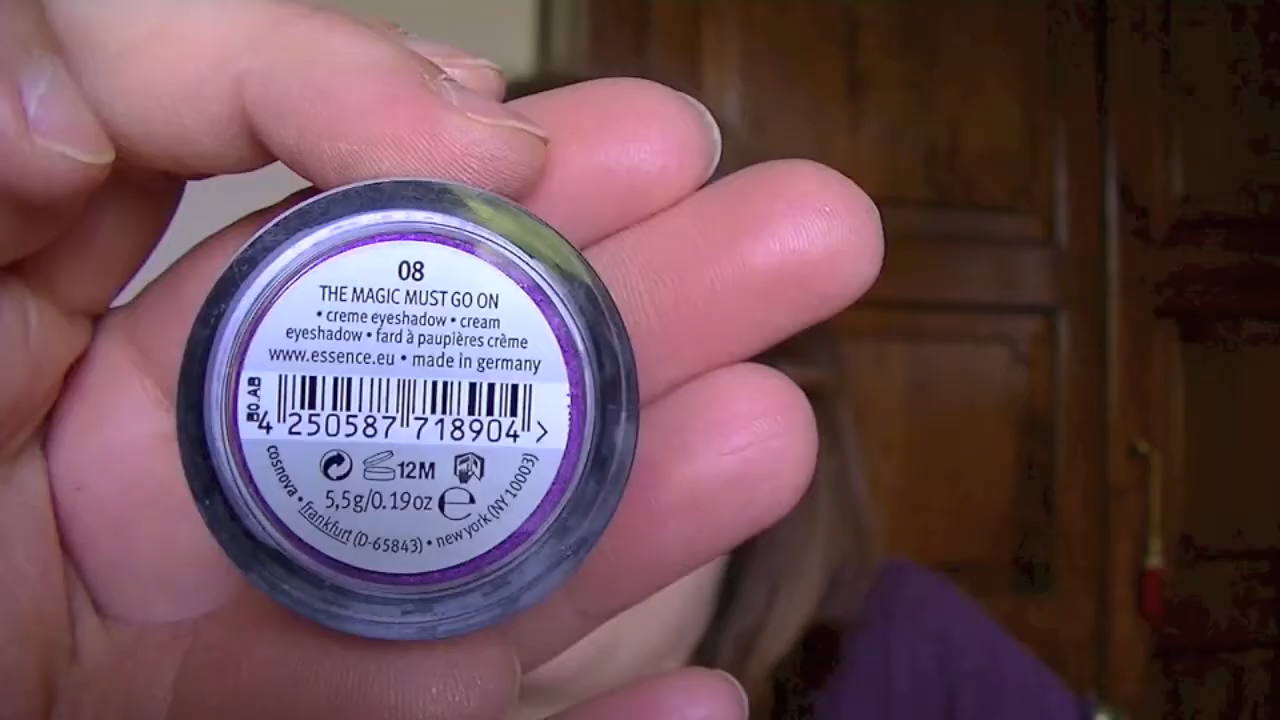 08
THE MAGIC MUST GO ON
• creme eyeshadow • cream
eyeshadow • fard à paupières crème
www.essence.eu • made in germany
B0.AB
4 250587 718904 >
12M
5,5g/0.19oz e
cosnova • frankfurt (D-65843) • new york (NY 10003)